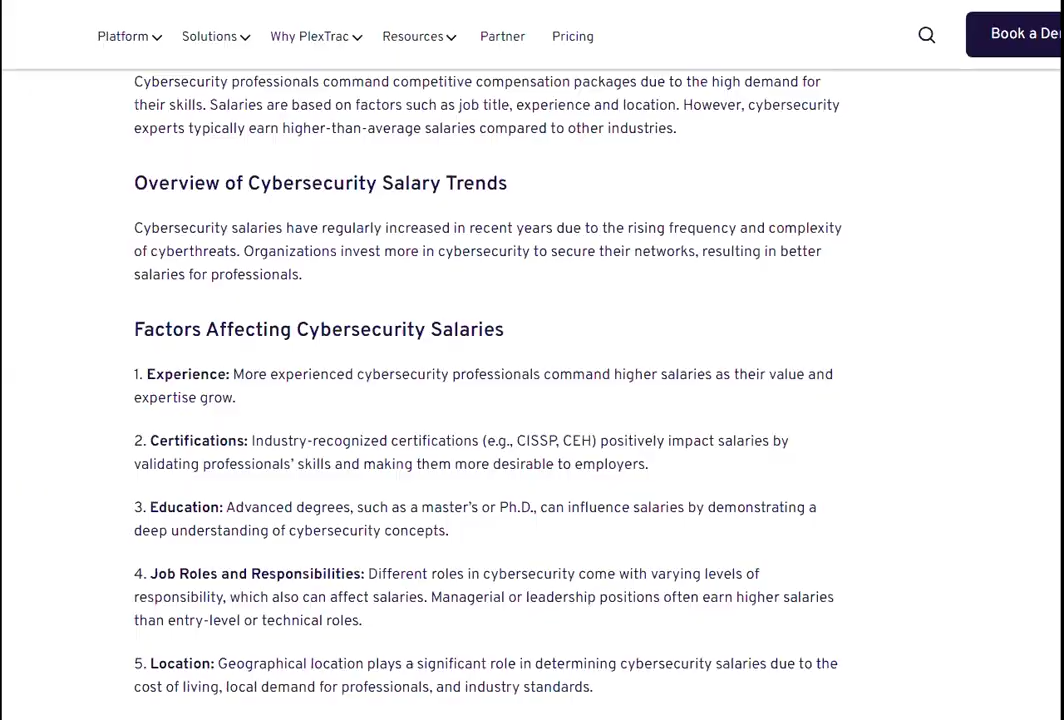 Platform
Solutions
Why PlexTrac
Resources
Partner
Pricing
Book a
Cybersecurity professionals command competitive compensation packages due to the high demand for
their skills. Salaries are based on factors such as job title, experience and location. However, cybersecurity
experts typically earn higher-than-average salaries compared to other industries.
Overview of Cybersecurity Salary Trends
Cybersecurity salaries have regularly increased in recent years due to the rising frequency and complexity
of cyberthreats. Organizations invest more in cybersecurity to secure their networks, resulting in better
salaries for professionals.
Factors Affecting Cybersecurity Salaries
1. Experience: More experienced cybersecurity professionals command higher salaries as their value and
expertise grow.
2. Certifications: Industry-recognized certifications (e.g., CISSP, CEH) positively impact salaries by
validating professionals' skills and making them more desirable to employers.
3. Education: Advanced degrees, such as a master's or Ph.D., can influence salaries by demonstrating a
deep understanding of cybersecurity concepts.
4. Job Roles and Responsibilities: Different roles in cybersecurity come with varying levels of
responsibility, which also can affect salaries. Managerial or leadership positions often earn higher salaries
than entry-level or technical roles.
5. Location: Geographical location plays a significant role in determining cybersecurity salaries due to the
cost of living, local demand for professionals, and industry standards.